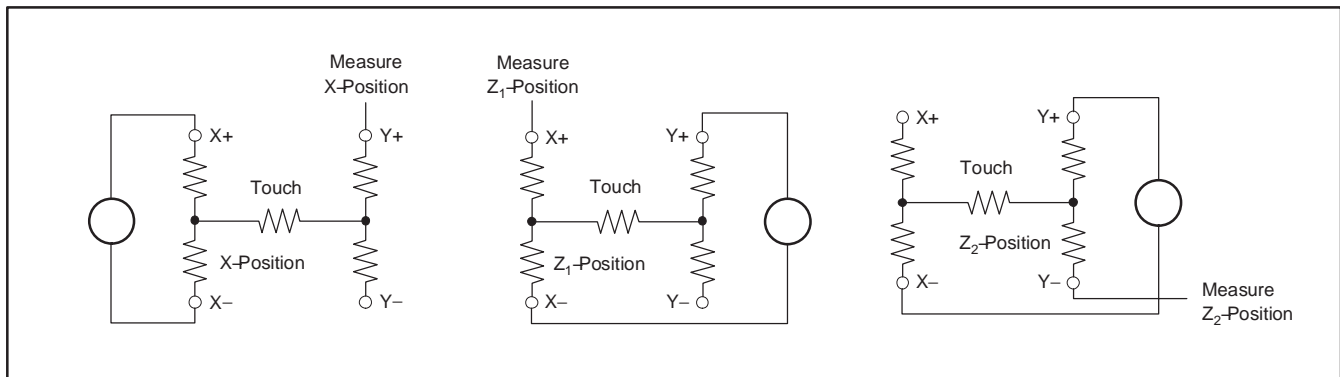 Measure
X–Position
X+
Y+
Touch
X–Position
X–
Y–
Measure
Z₁–Position
X+
Y+
Touch
Z₁–Position
X–
Y–
X+
Y+
Touch
Z₂–Position
X–
Y–
Measure
Z₂–Position